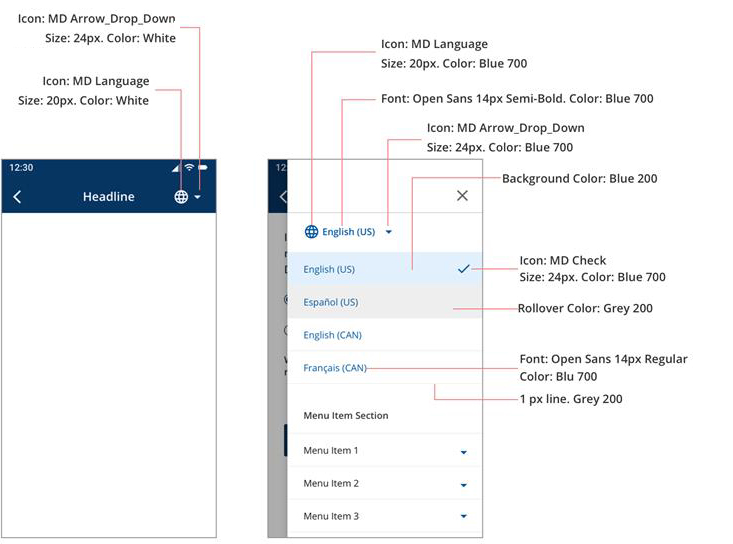 Icon: MD Arrow_Drop_Down
Size: 24px. Color: White
Icon: MD Language
Size: 20px. Color: White
12:30
Headline
Icon: MD Language
Size: 20px. Color: Blue 700
Font: Open Sans 14px Semi-Bold. Color: Blue 700
Icon: MD Arrow_Drop_Down
Size: 24px. Color: Blue 700
Background Color: Blue 200
12:
English (US)
English (US)
Icon: MD Check
Size: 24px. Color: Blue 700
Español (US)
Rollover Color: Grey 200
English (CAN)
Français (CAN)
Font: Open Sans 14px Regular
Color: Blu 700
1 px line. Grey 200
Menu Item Section
Menu Item 1
Menu Item 2
Menu Item 3